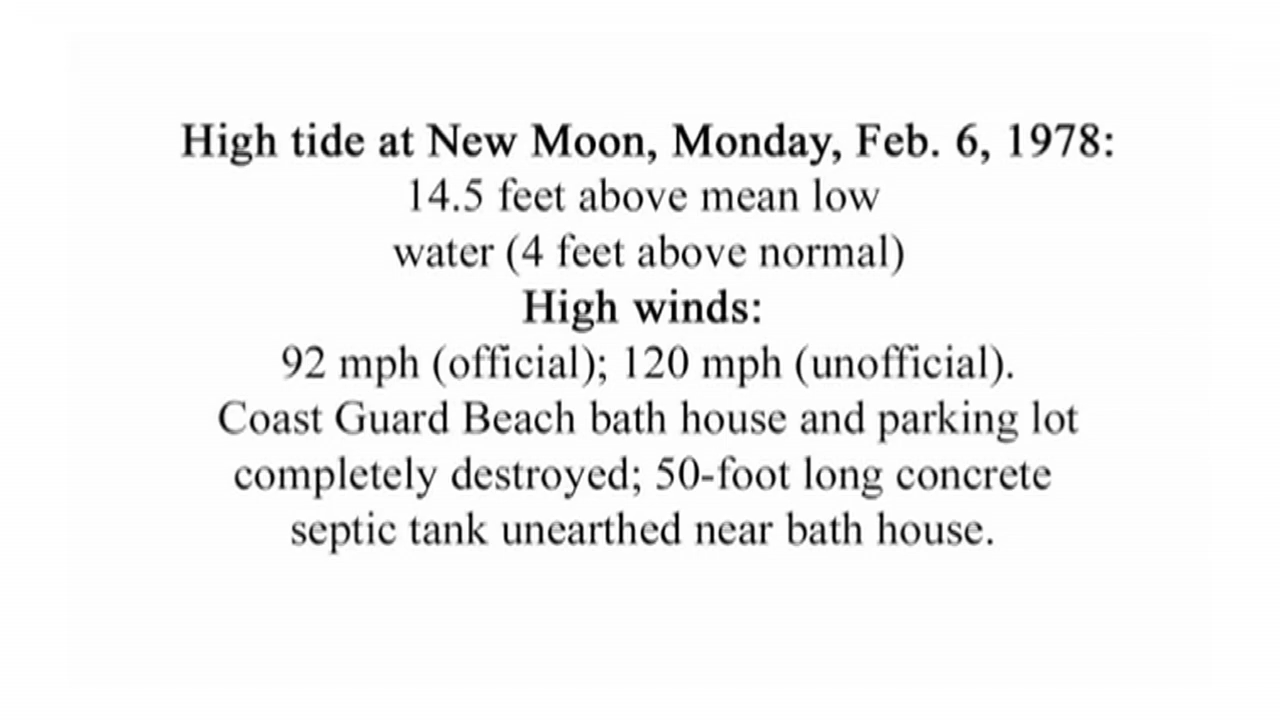 High tide at New Moon, Monday, Feb. 6, 1978:
14.5 feet above mean low
water (4 feet above normal)
High winds:
92 mph (official); 120 mph (unofficial).
Coast Guard Beach bath house and parking lot
completely destroyed; 50-foot long concrete
septic tank unearthed near bath house.